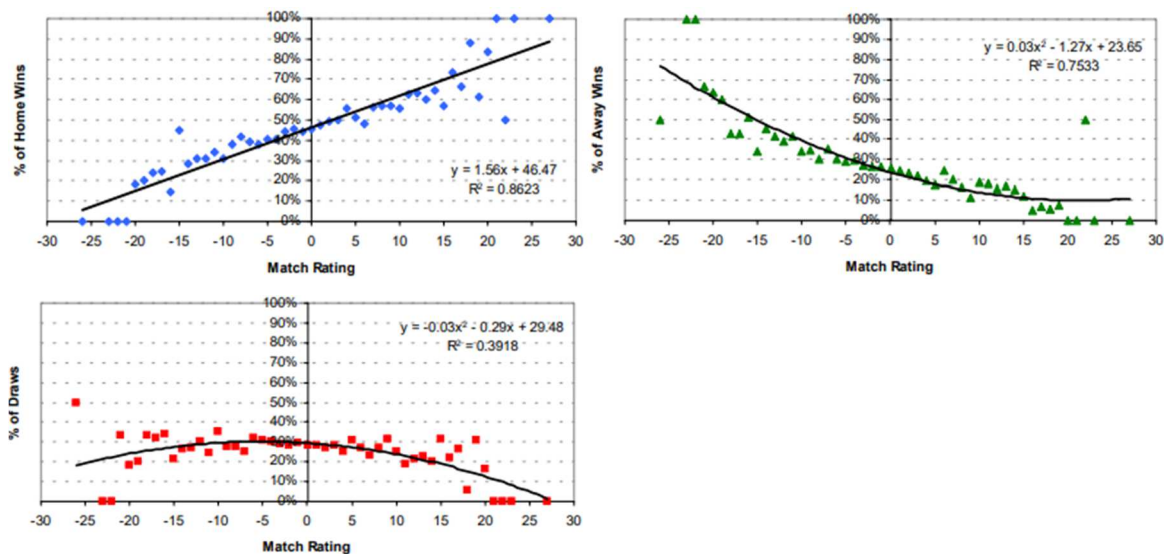 % of Home Wins
100%
90%
80%
70%
60%
50%
40%
30%
20%
10%
0%
y = 1.56x + 46.47
R² = 0.8623
-30 -25 -20 -15 -10 -5 0 5 10 15 20 25 30
Match Rating
% of Away Wins
100%
90%
80%
70%
60%
50%
40%
30%
20%
10%
0%
y = 0.03x² - 1.27x + 23.65
R² = 0.7533
-30 -25 -20 -15 -10 -5 0 5 10 15 20 25 30
Match Rating
% of Draws
100%
90%
80%
70%
60%
50%
40%
30%
20%
10%
0%
y = -0.03x² - 0.29x + 29.48
R² = 0.3918
-30 -25 -20 -15 -10 -5 0 5 10 15 20 25 30
Match Rating